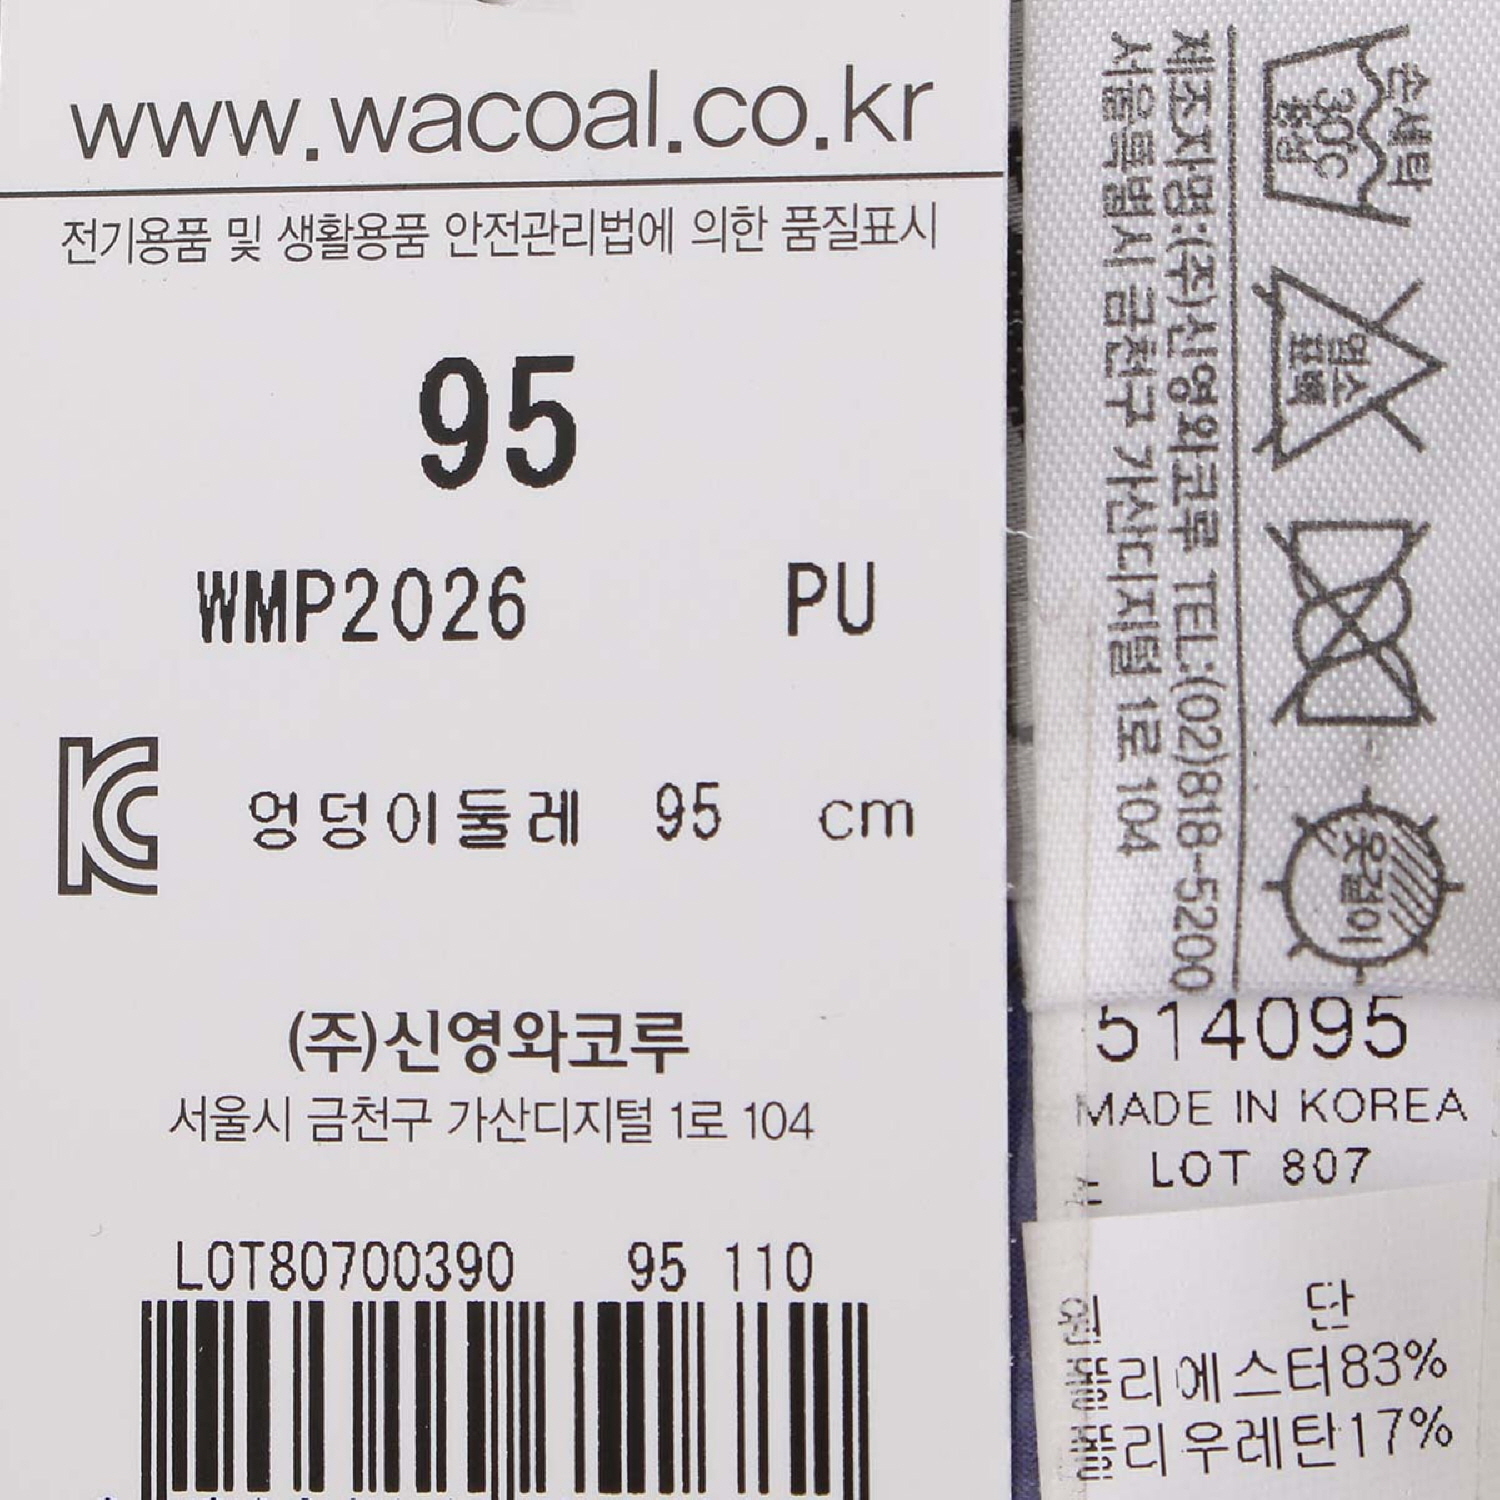 www.wacoal.co.kr
전기용품 및 생활용품 안전관리법에 의한 품질표시
95
WMP2026 PU
엉덩이둘레 95 cm
(주)신영와코루
서울시 금천구 가산디지털 1로 104
LOT80700390 95 110
손세탁
30℃
중성
염소
표백
옷걸이
제조자명:(주)신영와코루 TEL:(02)818-5200
서울특별시 금천구 가산디지털 1로 104
514095
MADE IN KOREA
LOT 807
원 단
폴리에스터83%
폴리우레탄17%